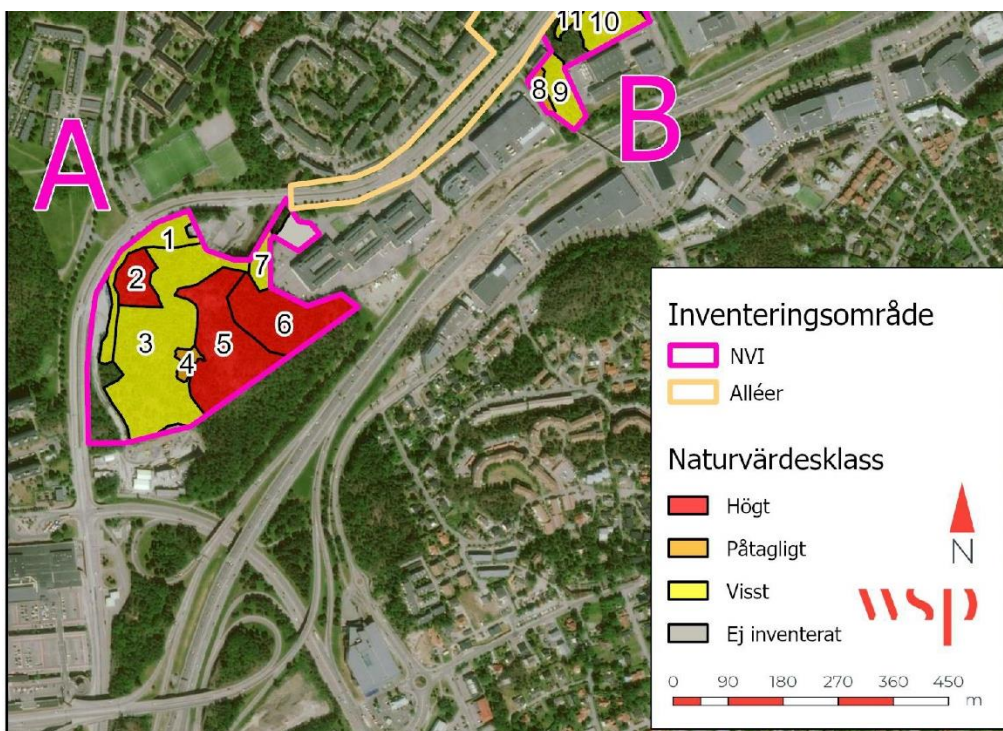 A
B
1
2
3
4
5
6
7
8
9
10
11
Inventeringsområde
NVI
Alléer
Naturvärdesklass
Högt
Påtagligt
Visst
Ej inventerat
N
wsp
0 90 180 270 360 450
m